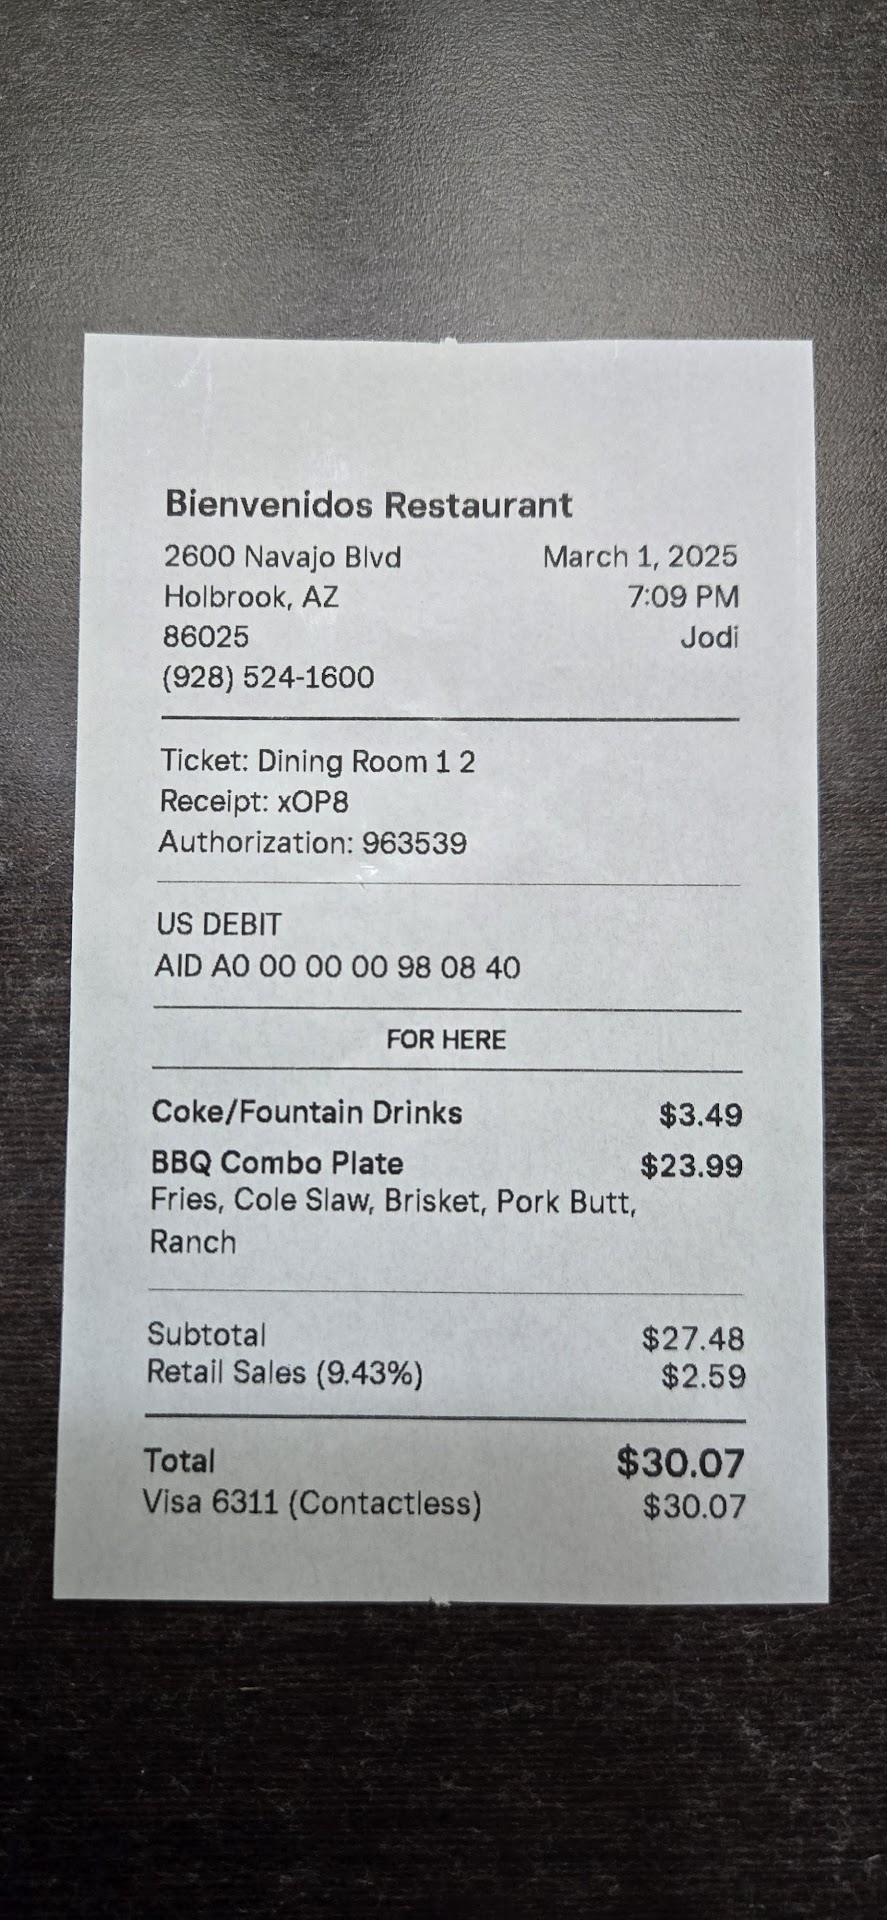 Bienvenidos Restaurant
2600 Navajo Blvd March 1, 2025
Holbrook, AZ 7:09 PM
86025 Jodi
(928) 524-1600
Ticket: Dining Room 1 2
Receipt: xOP8
Authorization: 963539
US DEBIT
AID A0 00 00 00 98 08 40
FOR HERE
Coke/Fountain Drinks $3.49
BBQ Combo Plate $23.99
Fries, Cole Slaw, Brisket, Pork Butt,
Ranch
Subtotal $27.48
Retail Sales (9.43%) $2.59
Total $30.07
Visa 6311 (Contactless) $30.07